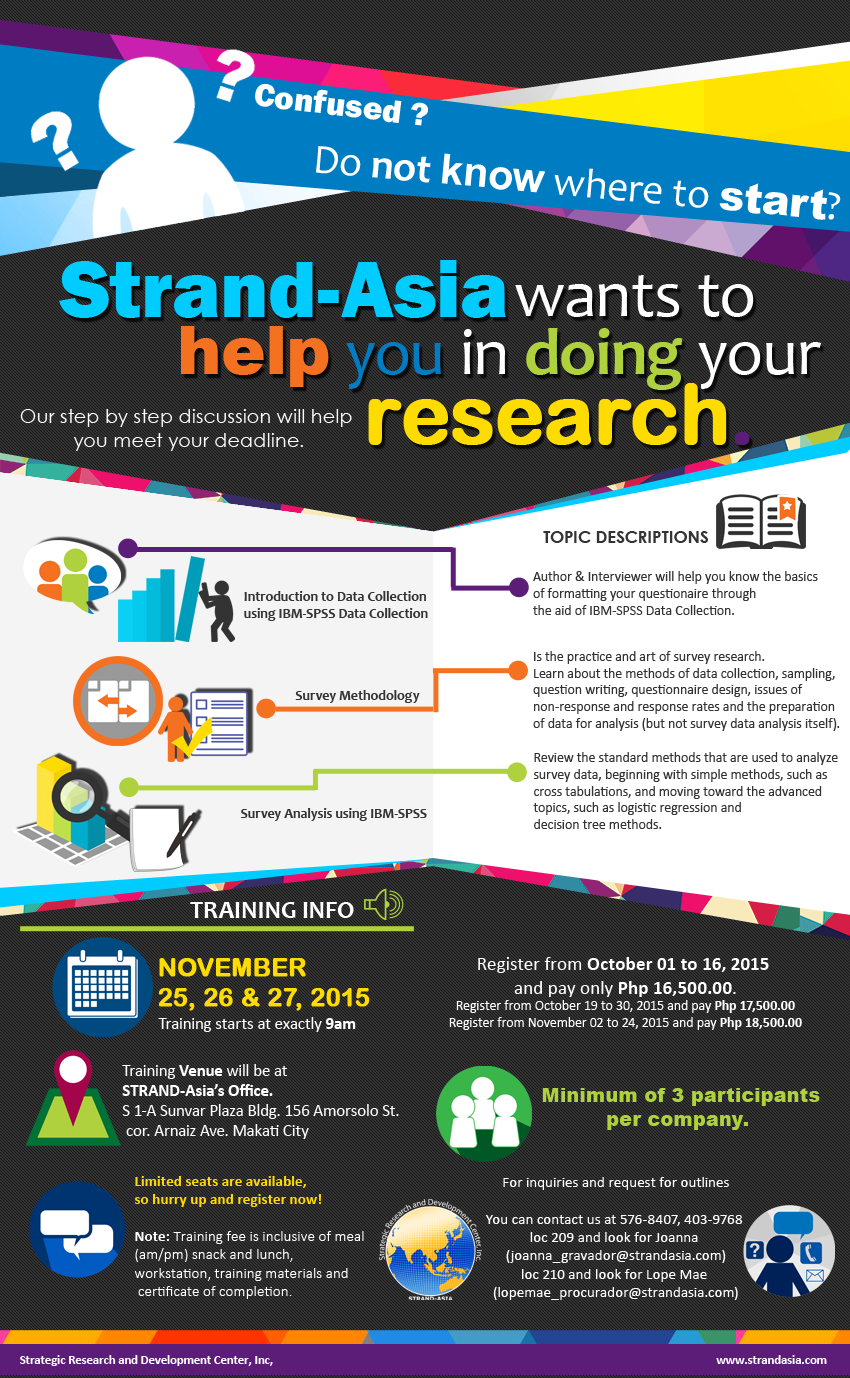 ?
?
Confused ?
Do not know where to start?
Strand-Asia wants to
help you in doing your
research.
Our step by step discussion will help
you meet your deadline.
TOPIC DESCRIPTIONS
Introduction to Data Collection
using IBM-SPSS Data Collection
Author & Interviewer will help you know the basics
of formatting your questionaire through
the aid of IBM-SPSS Data Collection.
Survey Methodology
Is the practice and art of survey research.
Learn about the methods of data collection, sampling,
question writing, questionnaire design, issues of
non-response and response rates and the preparation
of data for analysis (but not survey data analysis itself).
Survey Analysis using IBM-SPSS
Review the standard methods that are used to analyze
survey data, beginning with simple methods, such as
cross tabulations, and moving toward the advanced
topics, such as logistic regression and
decision tree methods.
TRAINING INFO
NOVEMBER
25, 26 & 27, 2015
Training starts at exactly 9am
Register from October 01 to 16, 2015
and pay only Php 16,500.00.
Register from October 19 to 30, 2015 and pay Php 17,500.00
Register from November 02 to 24, 2015 and pay Php 18,500.00
Training Venue will be at
STRAND-Asia's Office.
S 1-A Sunvar Plaza Bldg. 156 Amorsolo St.
cor. Arnaiz Ave. Makati City
Minimum of 3 participants
per company.
Limited seats are available,
so hurry up and register now!
Note: Training fee is inclusive of meal
(am/pm) snack and lunch,
workstation, training materials and
certificate of completion.
Strategic Research and Development Center, Inc
STRAND-ASIA
For inquiries and request for outlines
You can contact us at 576-8407, 403-9768
loc 209 and look for Joanna
(joanna_gravador@strandasia.com)
loc 210 and look for Lope Mae
(lopemae_procurador@strandasia.com)
?
Strategic Research and Development Center, Inc,
www.strandasia.com